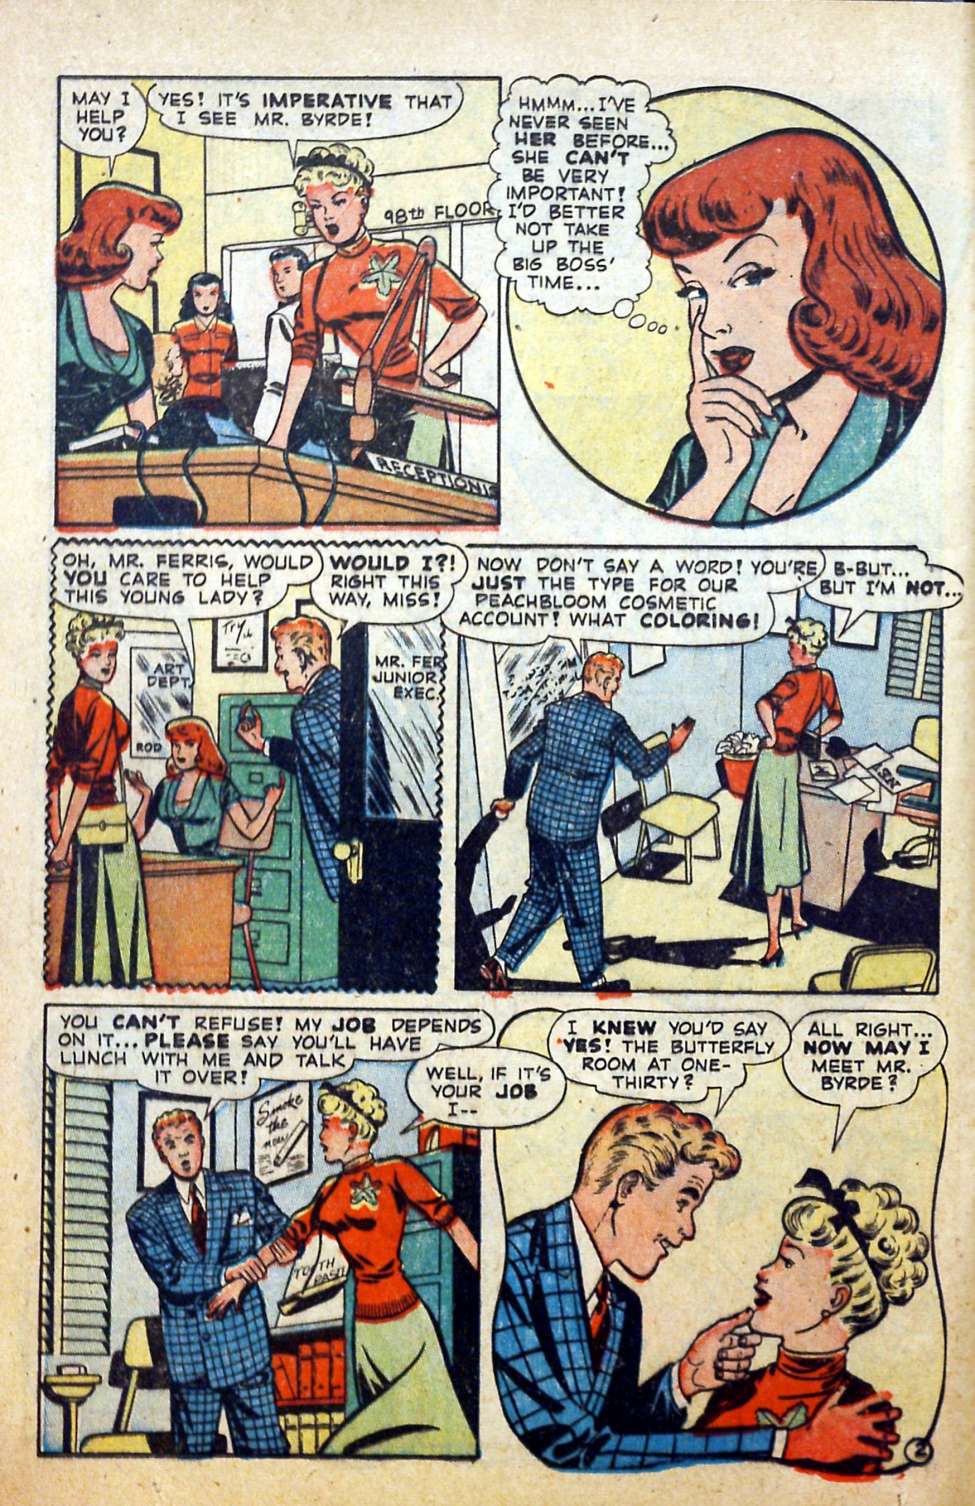 MAY I
HELP
YOU?
YES! IT'S IMPERATIVE THAT
I SEE MR. BYRDE!
98th FLOOR
RECEPTIONIS
HMMM...I'VE
NEVER SEEN
HER BEFORE...
SHE CAN'T
BE VERY
IMPORTANT!
I'D BETTER
NOT TAKE
UP THE
BIG BOSS'
TIME...
OH, MR. FERRIS, WOULD
YOU CARE TO HELP
THIS YOUNG LADY?
WOULD I?!
RIGHT THIS
WAY, MISS!
Try
ART
DEPT.
ROD
MR. FER
JUNIOR
EXEC.
NOW DON'T SAY A WORD! YOU'RE
JUST THE TYPE FOR OUR
PEACHBLOOM COSMETIC
ACCOUNT! WHAT COLORING!
B-BUT...
BUT I'M NOT...
YOU CAN'T REFUSE! MY JOB DEPENDS
ON IT... PLEASE SAY YOU'LL HAVE
LUNCH WITH ME AND TALK
IT OVER!
WELL, IF IT'S
YOUR JOB
I--
Smoke
the
new
TOOTH
PAST
I KNEW YOU'D SAY
YES! THE BUTTERFLY
ROOM AT ONE-
THIRTY?
ALL RIGHT...
NOW MAY I
MEET MR.
BYRDE?
2